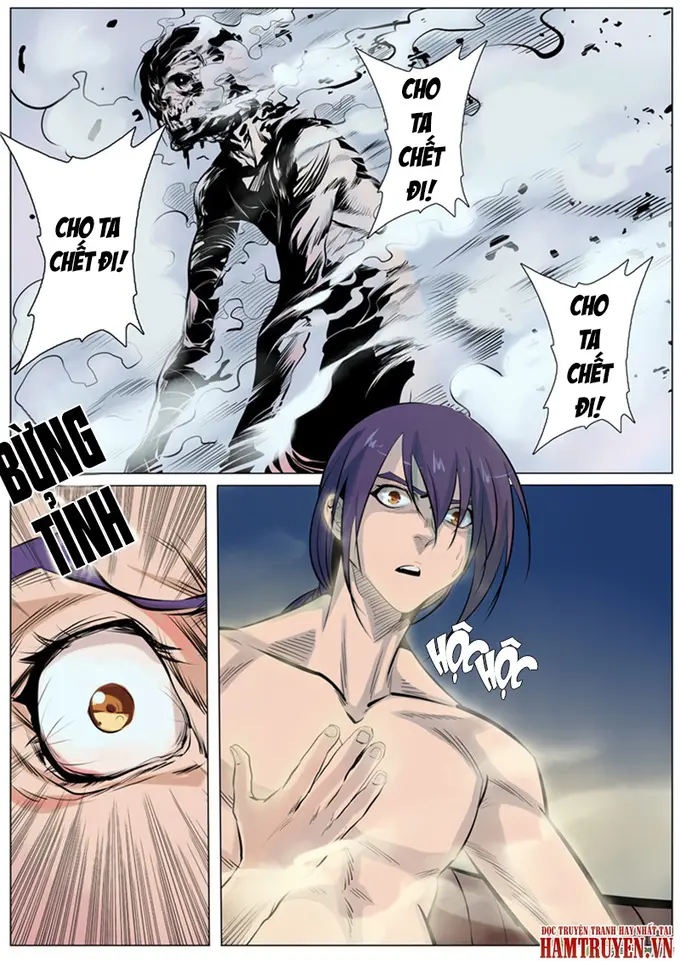 CHO
TA
CHẾT
ĐI!
CHO TA
CHẾT ĐI!
CHO
TA
CHẾT
ĐI!
BỪNG
TỈNH
HỘC HỘC
ĐỌC TRUYỆN TRANH HAY NHẤT TẠI
HAMTRUYEN.VN